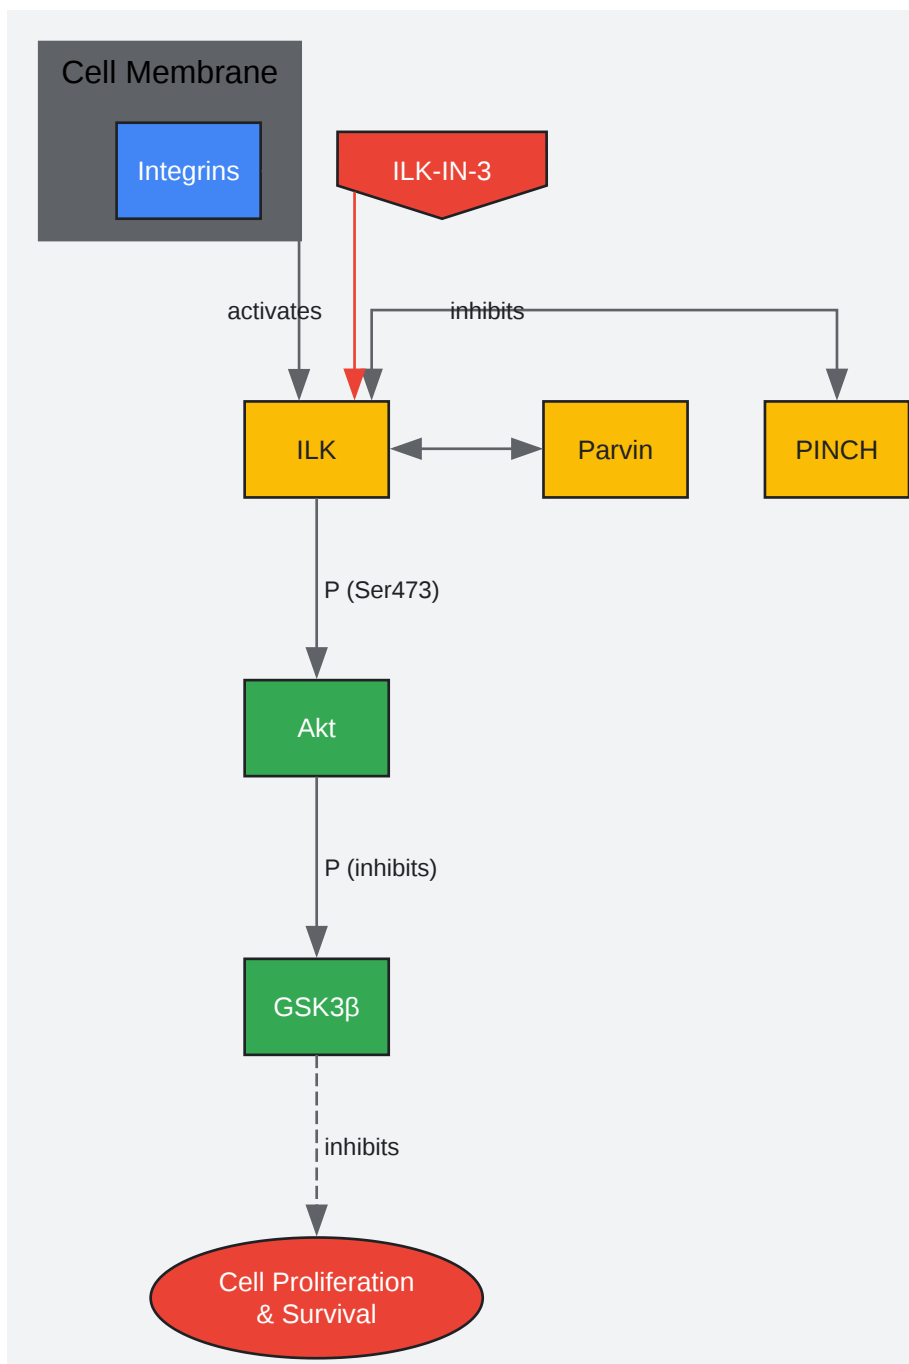 Cell Membrane
Integrins
ILK-IN-3
activates
inhibits
ILK
Parvin
PINCH
P (Ser473)
Akt
P (inhibits)
GSK3β
inhibits
Cell Proliferation
& Survival